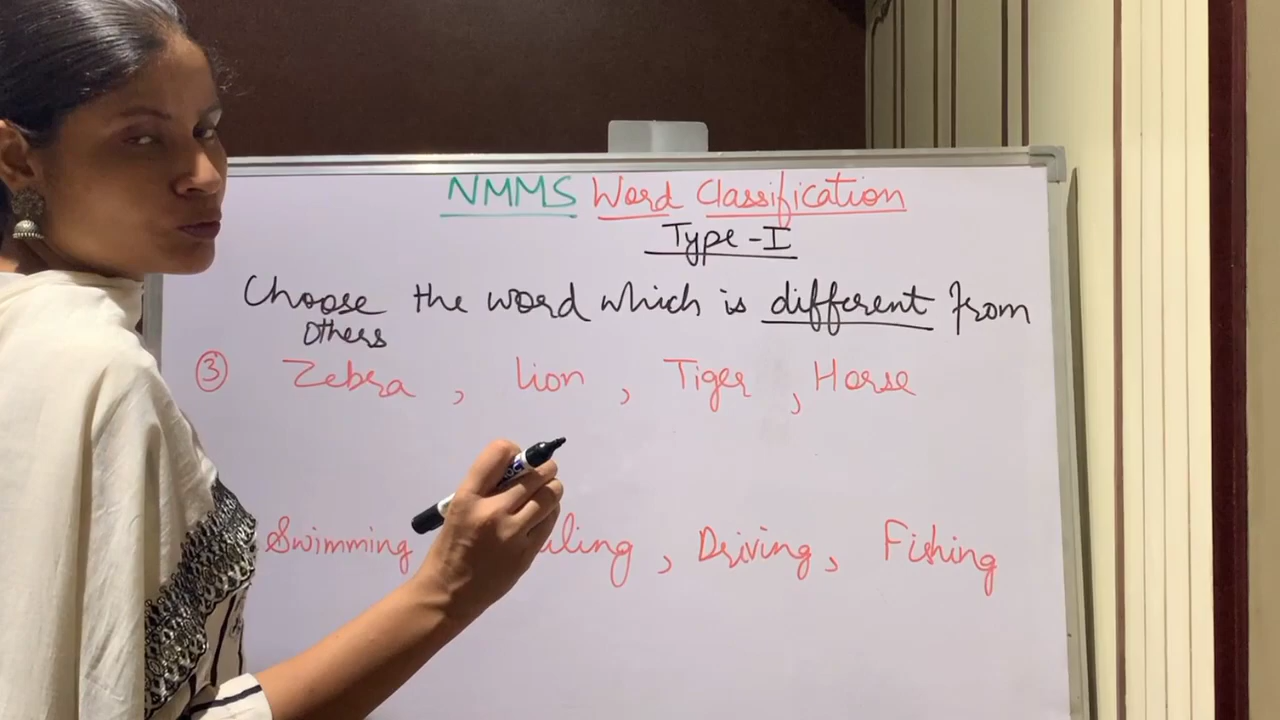 NMMS Word Classification
Type-I
Choose the word which is different from
Others
③ Zebra , Lion , Tiger , Horse
Swimming , Driving, Fishing